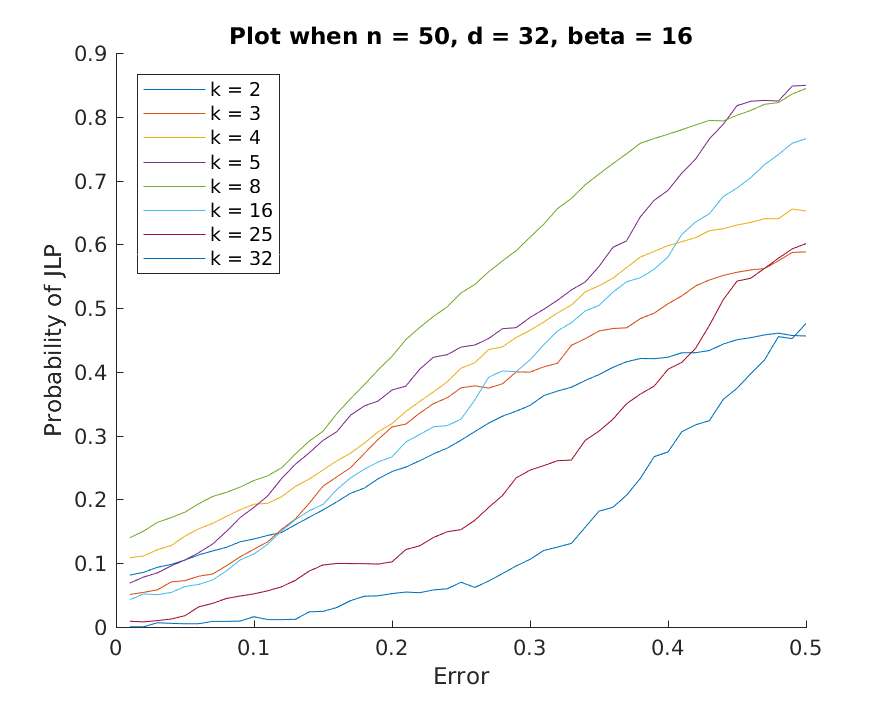 Plot when n = 50, d = 32, beta = 16
0.9
0.8
0.7
0.6
0.5
0.4
0.3
0.2
0.1
0
k = 2
k = 3
k = 4
k = 5
k = 8
k = 16
k = 25
k = 32
Probability of JLP
0
0.1
0.2
0.3
0.4
0.5
Error